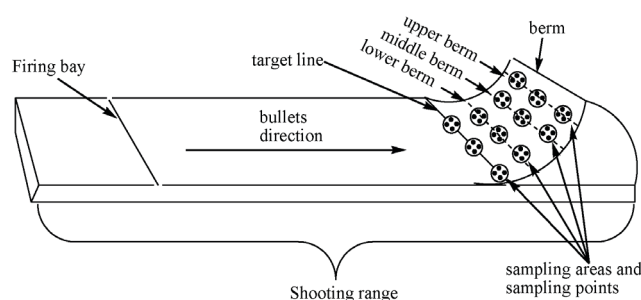 upper berm
middle berm
lower berm
berm
target line
Firing bay
bullets
direction
sampling areas and
sampling points
Shooting range